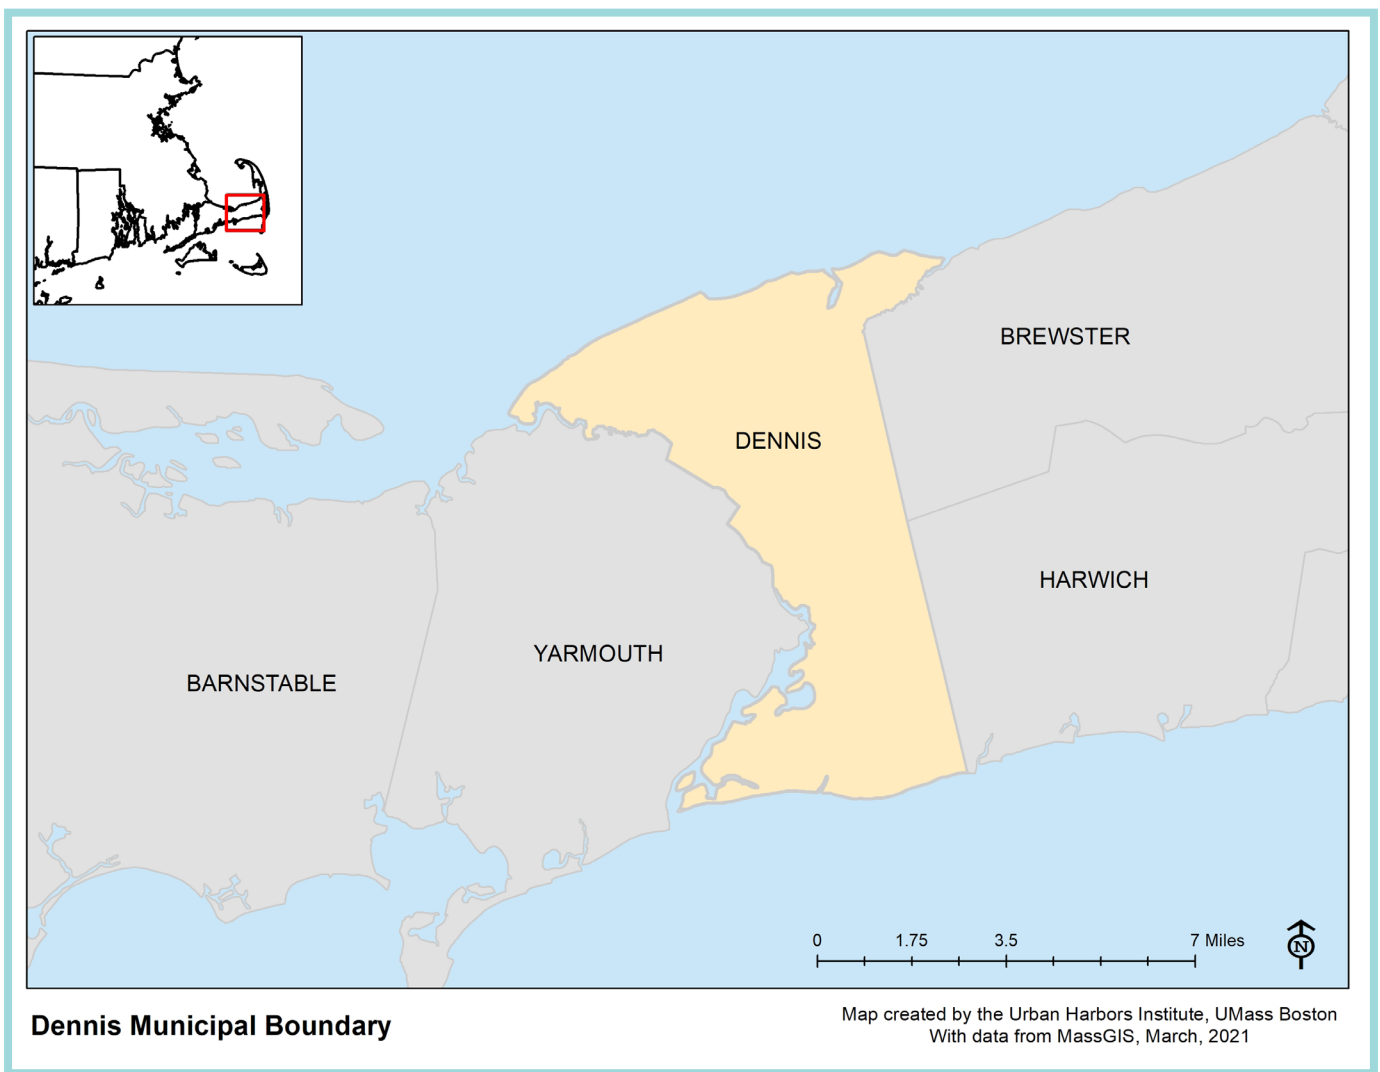 BREWSTER
DENNIS
HARWICH
YARMOUTH
BARNSTABLE
0 1.75 3.5 7 Miles
N
Dennis Municipal Boundary
Map created by the Urban Harbors Institute, UMass Boston
With data from MassGIS, March, 2021